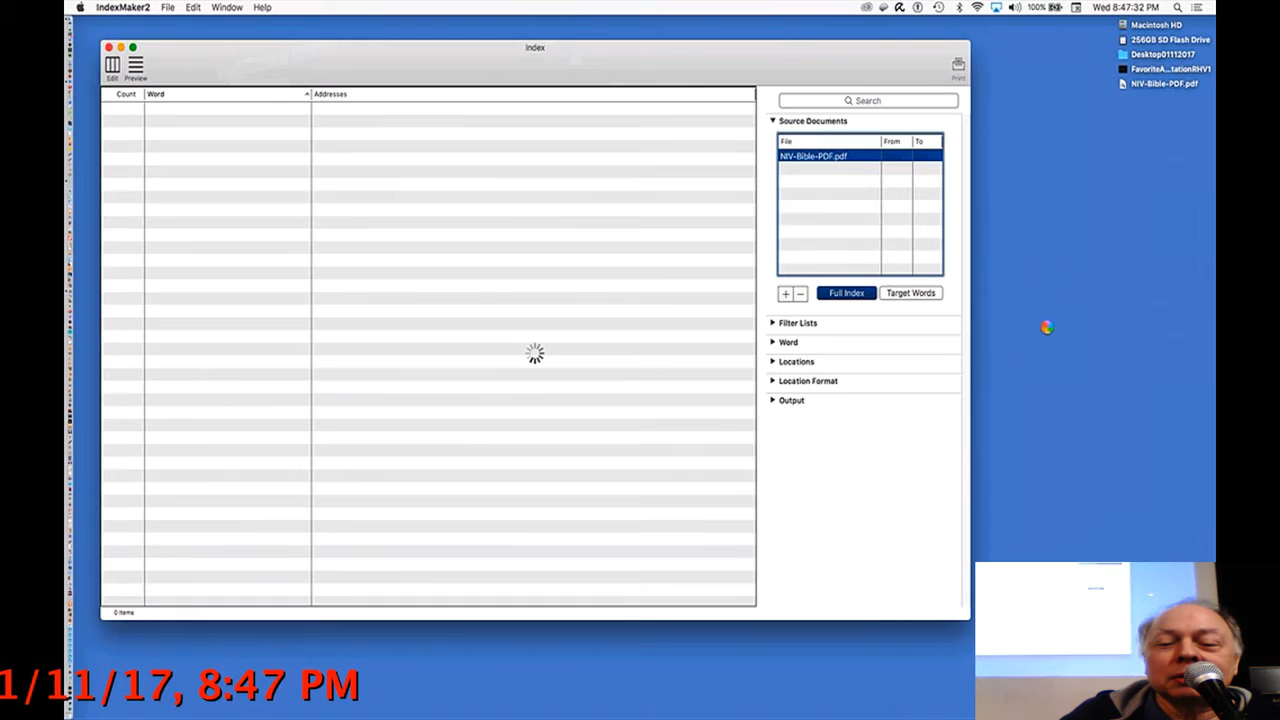 IndexMaker2 File Edit Window Help 100% Wed 8:47:32 PM
Macintosh HD
256GB SD Flash Drive
Desktop01112017
FavoriteA...tationRHV1
NIV-Bible-PDF.pdf
Index
Edit Preview Print
Count Word Addresses
Search
Source Documents
File From To
NIV-Bible-PDF.pdf
+ − Full Index Target Words
Filter Lists
Word
Locations
Location Format
Output
0 items
1/11/17, 8:47 PM